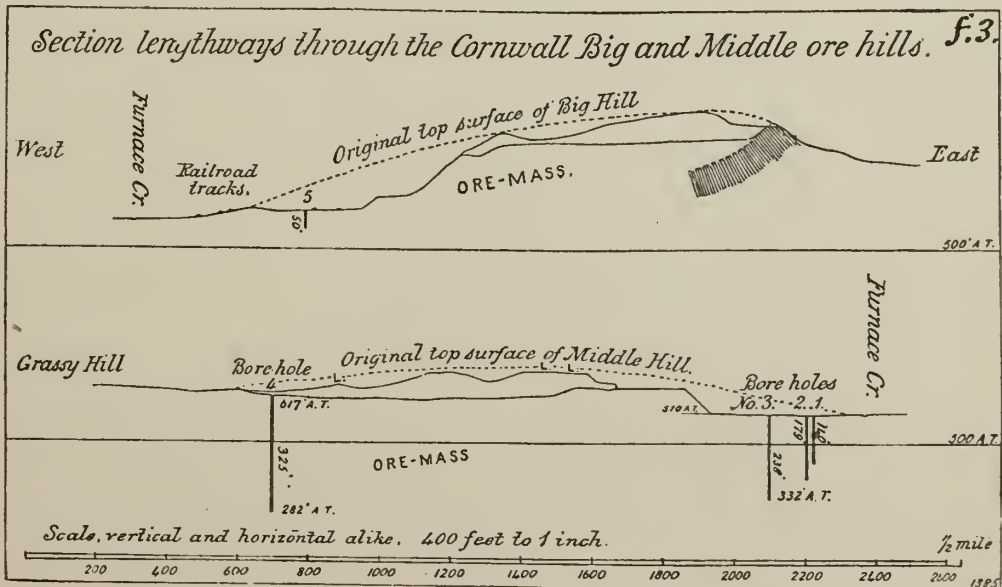 Section lengthways through the Cornwall Big and Middle ore hills. f.3.
Furnace Cr.
West
Railroad tracks.
Original top surface of Big Hill
5
50'
ORE-MASS.
East
500' A.T.
Furnace Cr.
Grassy Hill
Bore hole
4
Original top surface of Middle Hill.
617' A.T.
325'
282' A.T.
ORE-MASS
510 A.T.
Bore holes
No. 3. 2. 1.
238'
179
140
332' A.T.
500 A.T.
Scale, vertical and horizontal alike, 400 feet to 1 inch.
1/2 mile
200 400 600 800 1000 1200 1400 1600 1800 2000 2200 2400 2600
1885